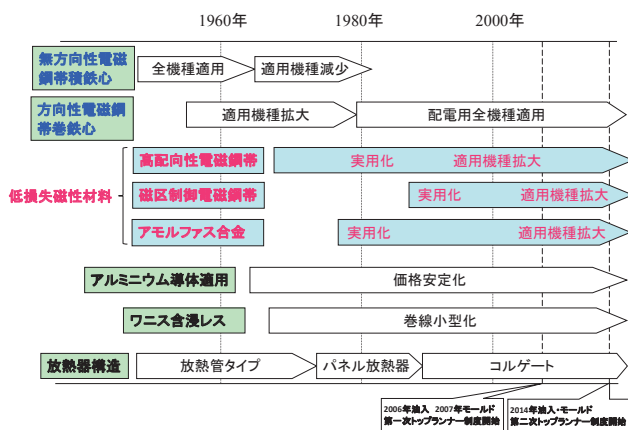 1960年 1980年 2000年
無方向性電磁
鋼帯積鉄心
全機種適用 適用機種減少
方向性電磁鋼
帯巻鉄心
適用機種拡大 配電用全機種適用
低損失磁性材料
高配向性電磁鋼帯 実用化 適用機種拡大
磁区制御電磁鋼帯 実用化 適用機種拡大
アモルファス合金 実用化 適用機種拡大
アルミニウム導体適用 価格安定化
ワニス含浸レス 巻線小型化
放熱器構造 放熱管タイプ パネル放熱器 コルゲート
2006年油入 2007年モールド
第一次トップランナー制度開始
2014年油入・モールド
第二次トップランナー制度開始